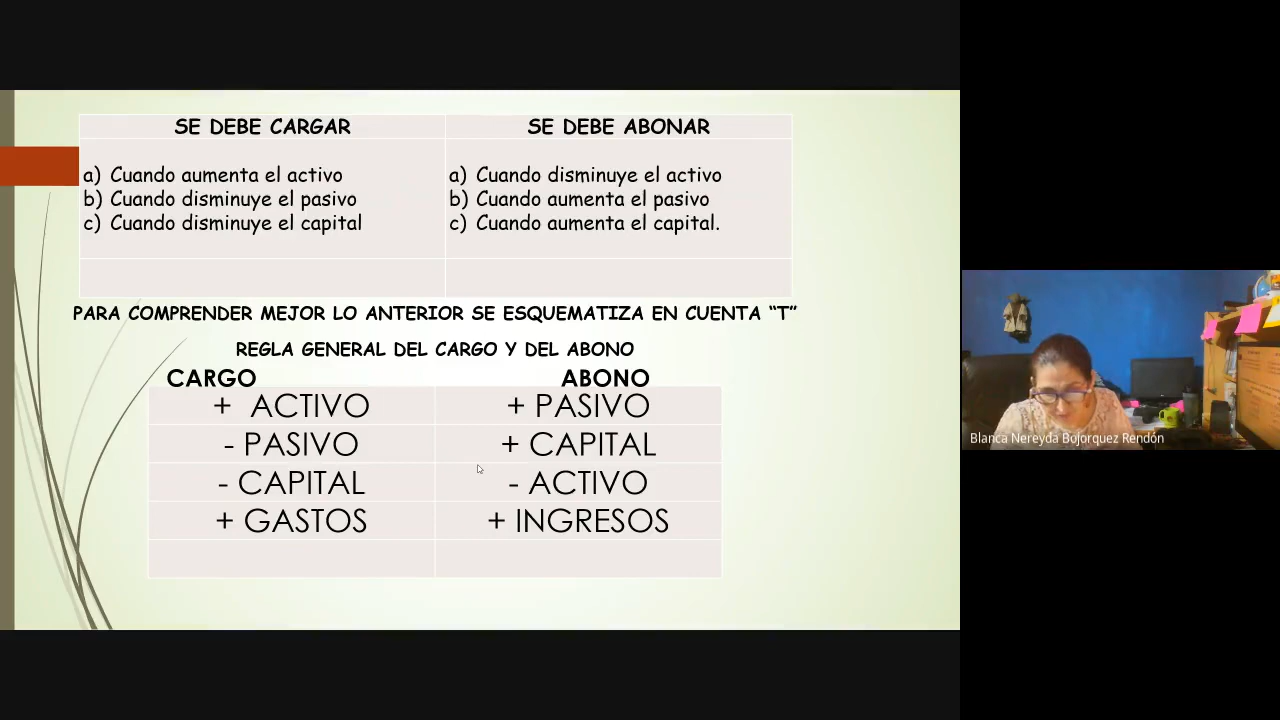 SE DEBE CARGAR
SE DEBE ABONAR
a) Cuando aumenta el activo
b) Cuando disminuye el pasivo
c) Cuando disminuye el capital
a) Cuando disminuye el activo
b) Cuando aumenta el pasivo
c) Cuando aumenta el capital.
PARA COMPRENDER MEJOR LO ANTERIOR SE ESQUEMATIZA EN CUENTA “T”
REGLA GENERAL DEL CARGO Y DEL ABONO
CARGO
ABONO
+ ACTIVO
+ PASIVO
- PASIVO
+ CAPITAL
- CAPITAL
- ACTIVO
+ GASTOS
+ INGRESOS
Blanca Nereyda Bojorquez Rendón